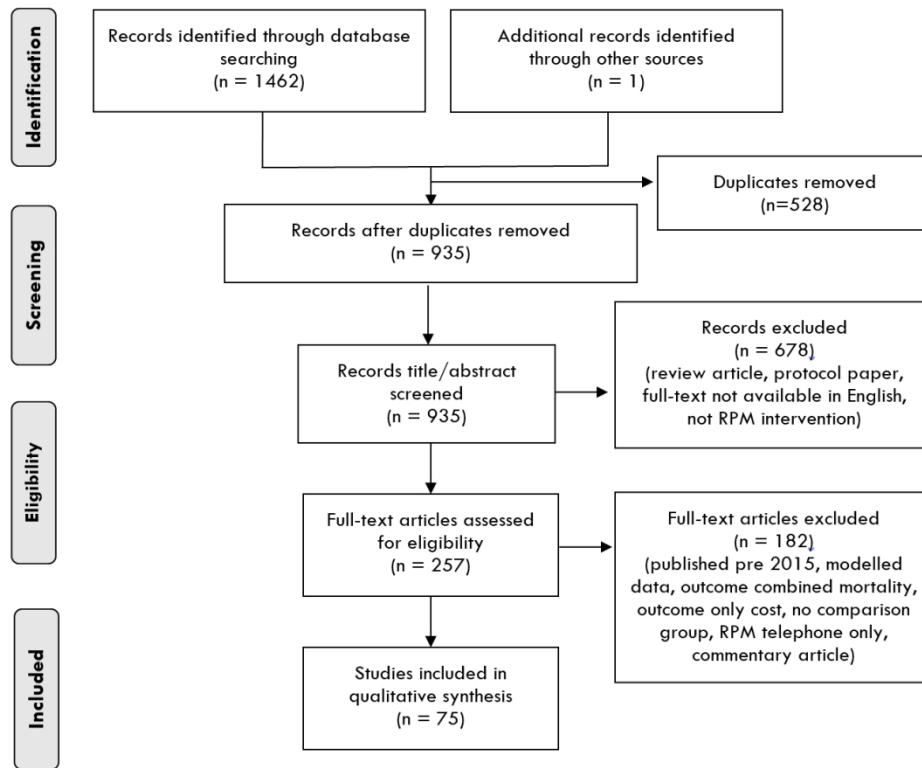 Identification
Records identified through database
searching
(n = 1462)
Additional records identified
through other sources
(n = 1)
Duplicates removed
(n=528)
Screening
Records after duplicates removed
(n = 935)
Records title/abstract
screened
(n = 935)
Records excluded
(n = 678)
(review article, protocol paper,
full-text not available in English,
not RPM intervention)
Eligibility
Full-text articles assessed
for eligibility
(n = 257)
Full-text articles excluded
(n = 182)
(published pre 2015, modelled
data, outcome combined mortality,
outcome only cost, no comparison
group, RPM telephone only,
commentary article)
Included
Studies included in
qualitative synthesis
(n = 75)